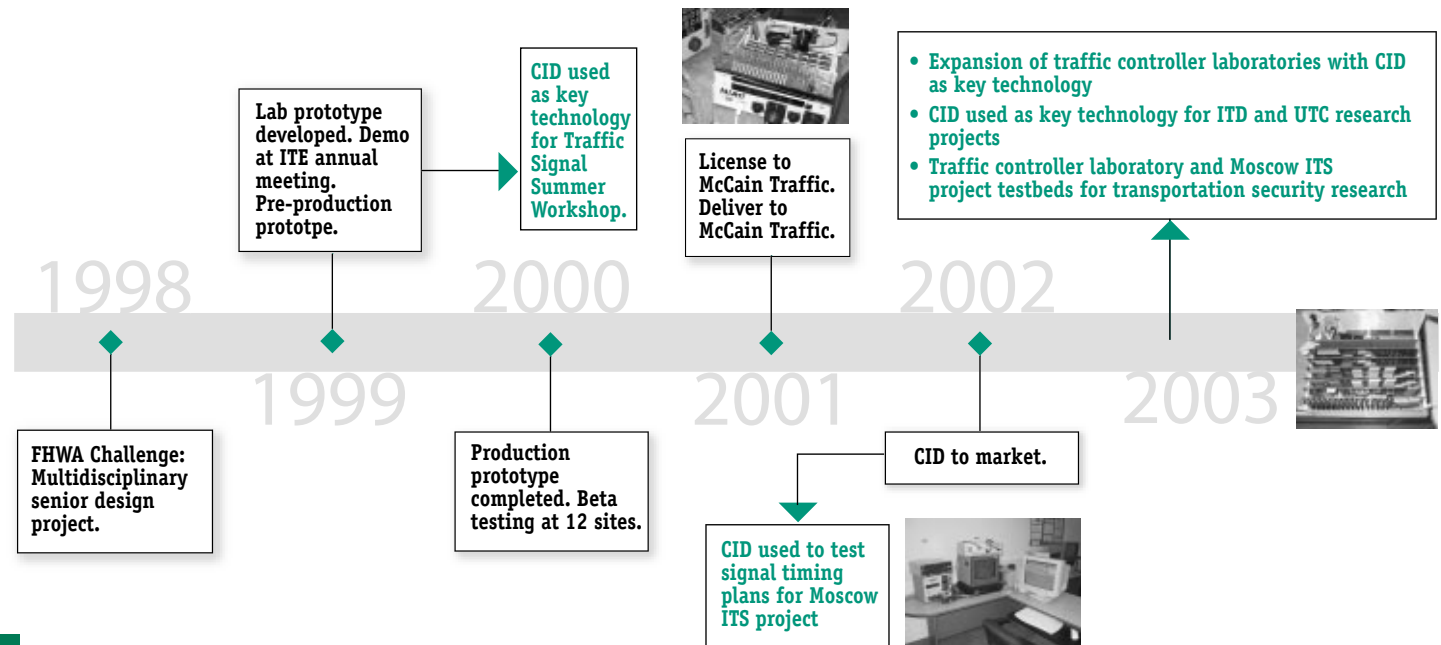 CID used
as key
technology
for Traffic
Signal
Summer
Workshop.
• Expansion of traffic controller laboratories with CID
as key technology
• CID used as key technology for ITD and UTC research
projects
• Traffic controller laboratory and Moscow ITS
project testbeds for transportation security research
Lab prototype
developed. Demo
at ITE annual
meeting.
Pre-production
prototpe.
License to
McCain Traffic.
Deliver to
McCain Traffic.
1998
2000
2002
1999
2001
2003
FHWA Challenge:
Multidisciplinary
senior design
project.
Production
prototype
completed. Beta
testing at 12 sites.
CID to market.
CID used to test
signal timing
plans for Moscow
ITS project